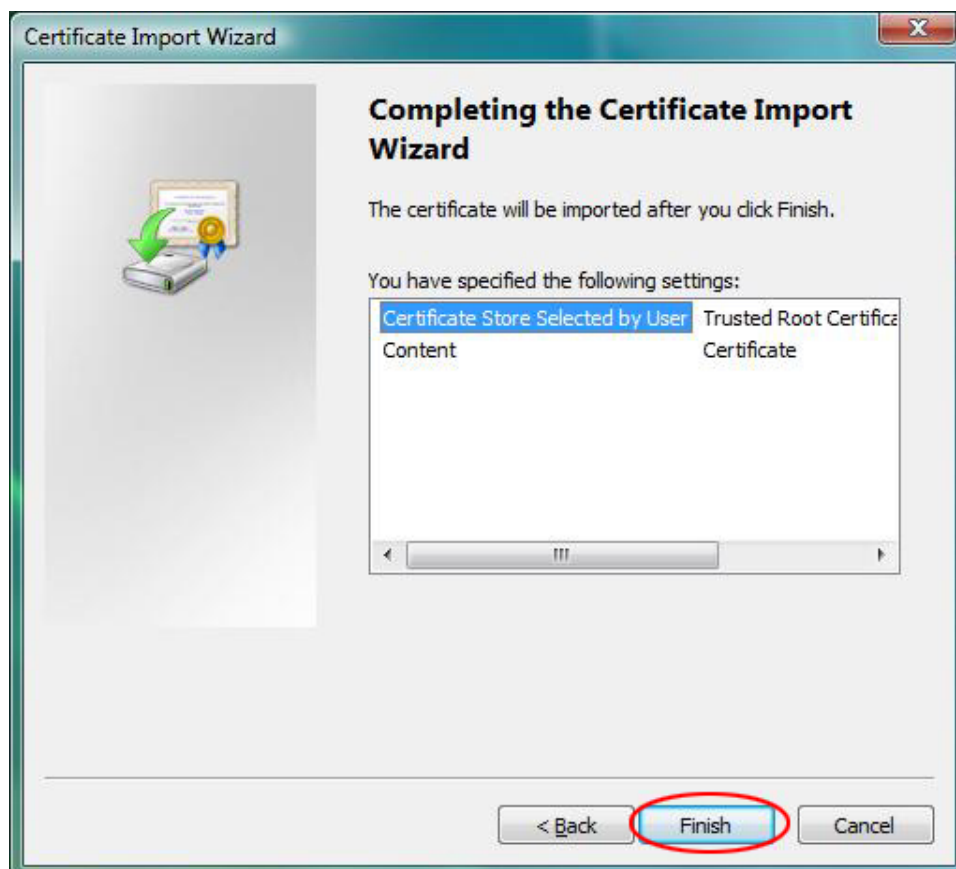 Certificate Import Wizard
X
Completing the Certificate Import
Wizard
The certificate will be imported after you click Finish.
You have specified the following settings:
Certificate Store Selected by User Trusted Root Certifica
Content Certificate
< Back Finish Cancel